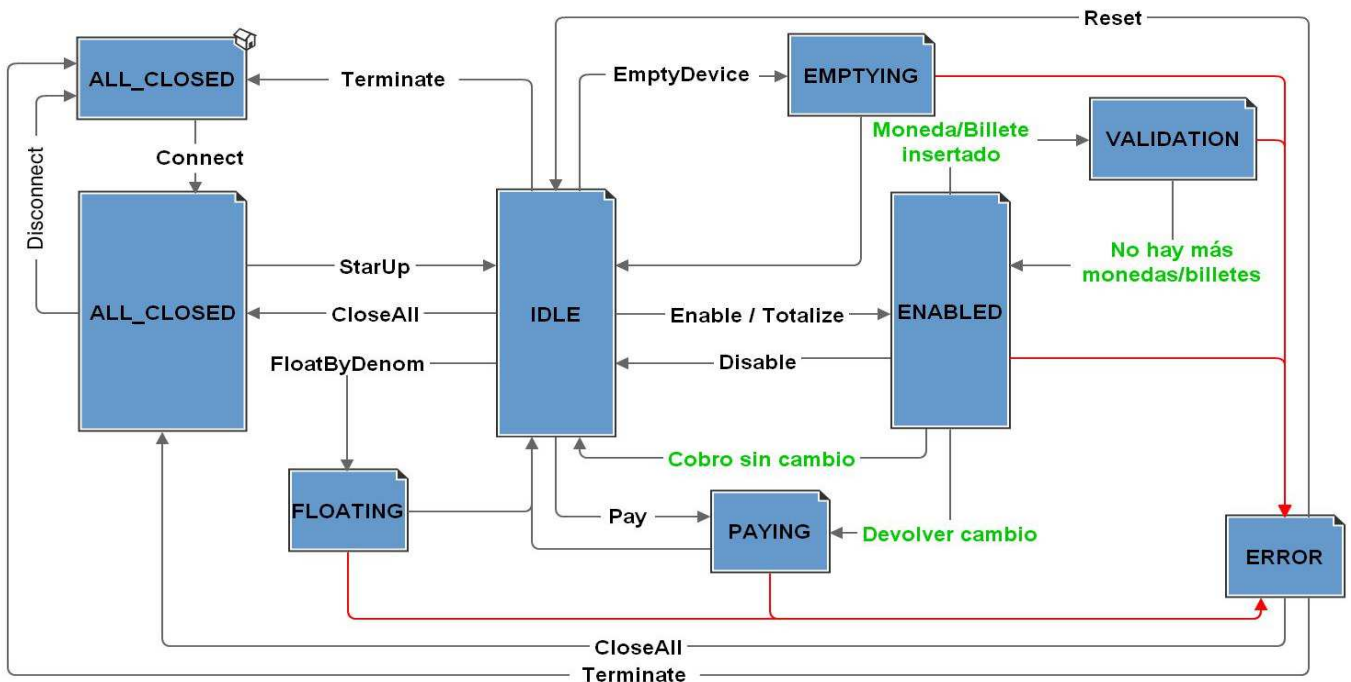 Reset
ALL_CLOSED
Terminate
EmptyDevice
EMPTYING
Moneda/Billete
insertado
VALIDATION
Connect
Disconnect
No hay más
monedas/billetes
StarUp
ALL_CLOSED
CloseAll
IDLE
Enable / Totalize
ENABLED
FloatByDenom
Disable
Cobro sin cambio
FLOATING
Pay
PAYING
Devolver cambio
ERROR
CloseAll
Terminate